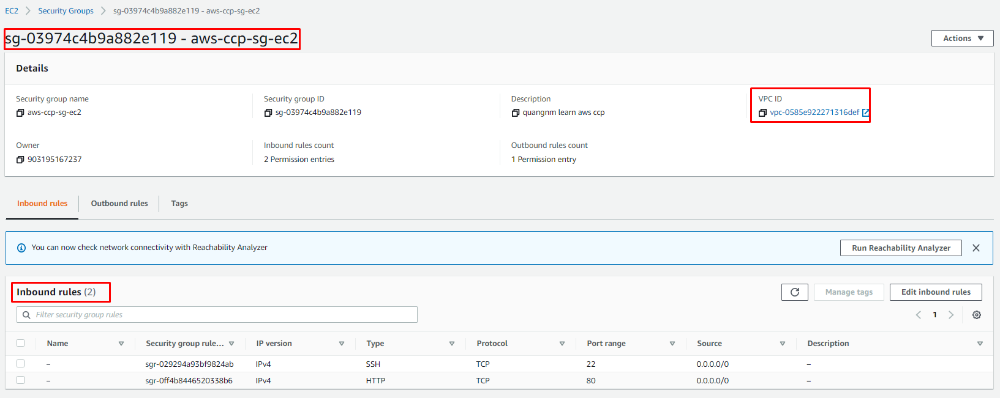 EC2 > Security Groups > sg-03974c4b9a882e119 - aws-ccp-sg-ec2
sg-03974c4b9a882e119 - aws-ccp-sg-ec2
Actions
Details
Security group name Security group ID Description VPC ID
aws-ccp-sg-ec2 sg-03974c4b9a882e119 quangnm learn aws ccp vpc-0585e922271316def
Owner Inbound rules count Outbound rules count
903195167237 2 Permission entries 1 Permission entry
Inbound rules Outbound rules Tags
You can now check network connectivity with Reachability Analyzer Run Reachability Analyzer
Inbound rules (2) Manage tags Edit inbound rules
Filter security group rules 1
Name Security group rule... IP version Type Protocol Port range Source Description
– sgr-029294a93bf9824ab IPv4 SSH TCP 22 0.0.0.0/0 –
– sgr-0ff4b8446520338b6 IPv4 HTTP TCP 80 0.0.0.0/0 –